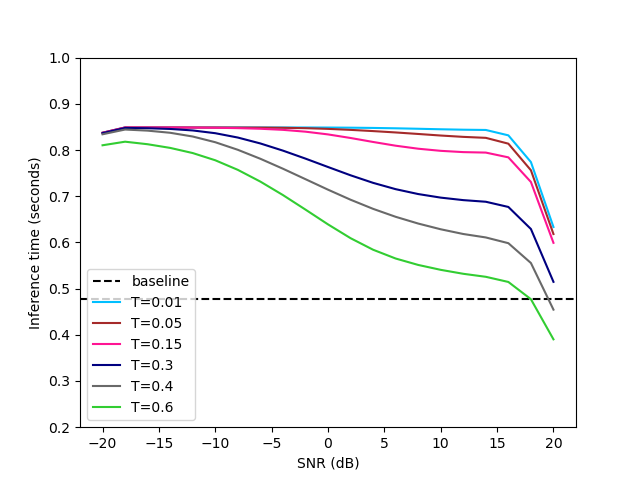 1.0
0.9
0.8
0.7
0.6
0.5
0.4
0.3
0.2
Inference time (seconds)
baseline
T=0.01
T=0.05
T=0.15
T=0.3
T=0.4
T=0.6
−20 −15 −10 −5 0 5 10 15 20
SNR (dB)